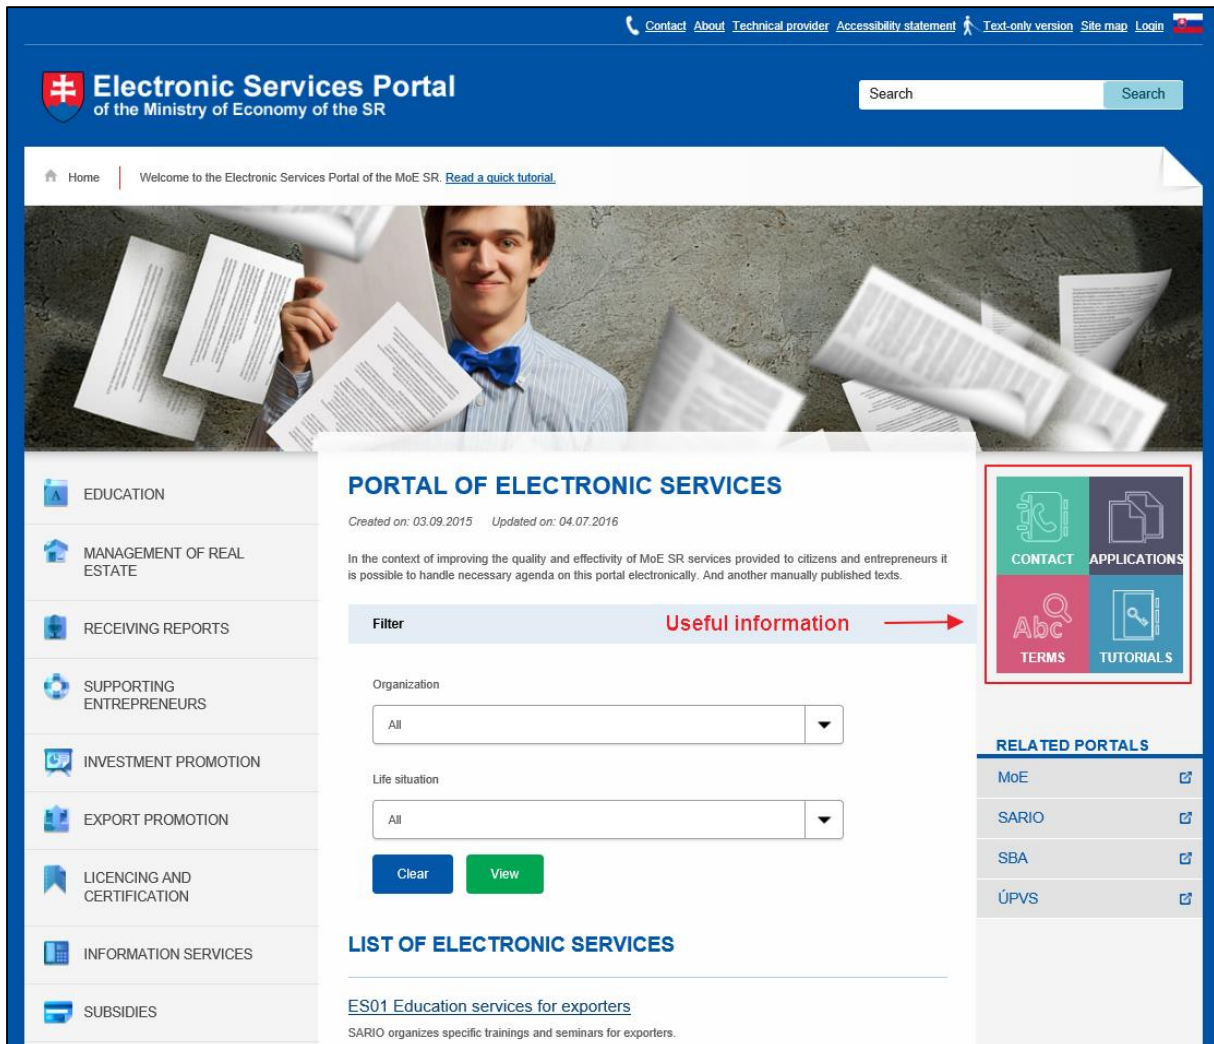 Contact About Technical provider Accessibility statement Text-only version Site map Login
Electronic Services Portal
of the Ministry of Economy of the SR
Search Search
Home Welcome to the Electronic Services Portal of the MoE SR. Read a quick tutorial.
EDUCATION
MANAGEMENT OF REAL
ESTATE
RECEIVING REPORTS
SUPPORTING
ENTREPRENEURS
INVESTMENT PROMOTION
EXPORT PROMOTION
LICENCING AND
CERTIFICATION
INFORMATION SERVICES
SUBSIDIES
PORTAL OF ELECTRONIC SERVICES
Created on: 03.09.2015 Updated on: 04.07.2016
In the context of improving the quality and effectivity of MoE SR services provided to citizens and entrepreneurs it
is possible to handle necessary agenda on this portal electronically. And another manually published texts.
Filter
Useful information
Organization
All
Life situation
All
Clear View
LIST OF ELECTRONIC SERVICES
ES01 Education services for exporters
SARIO organizes specific trainings and seminars for exporters.
CONTACT APPLICATIONS
Abc
TERMS TUTORIALS
RELATED PORTALS
MoE
SARIO
SBA
ÚPVS